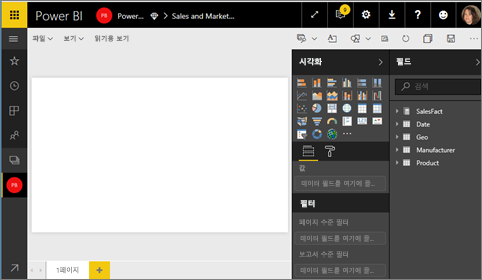 Power BI
PB
Power...
Sales and Market...
9
파일
보기
읽기용 보기
시각화
필드
검색
SalesFact
Date
Geo
Manufacturer
Product
PB
값
데이터 필드를 여기에 끌...
필터
페이지 수준 필터
데이터 필드를 여기에 끌...
보고서 수준 필터
데이터 필드를 여기에 끌...
1페이지